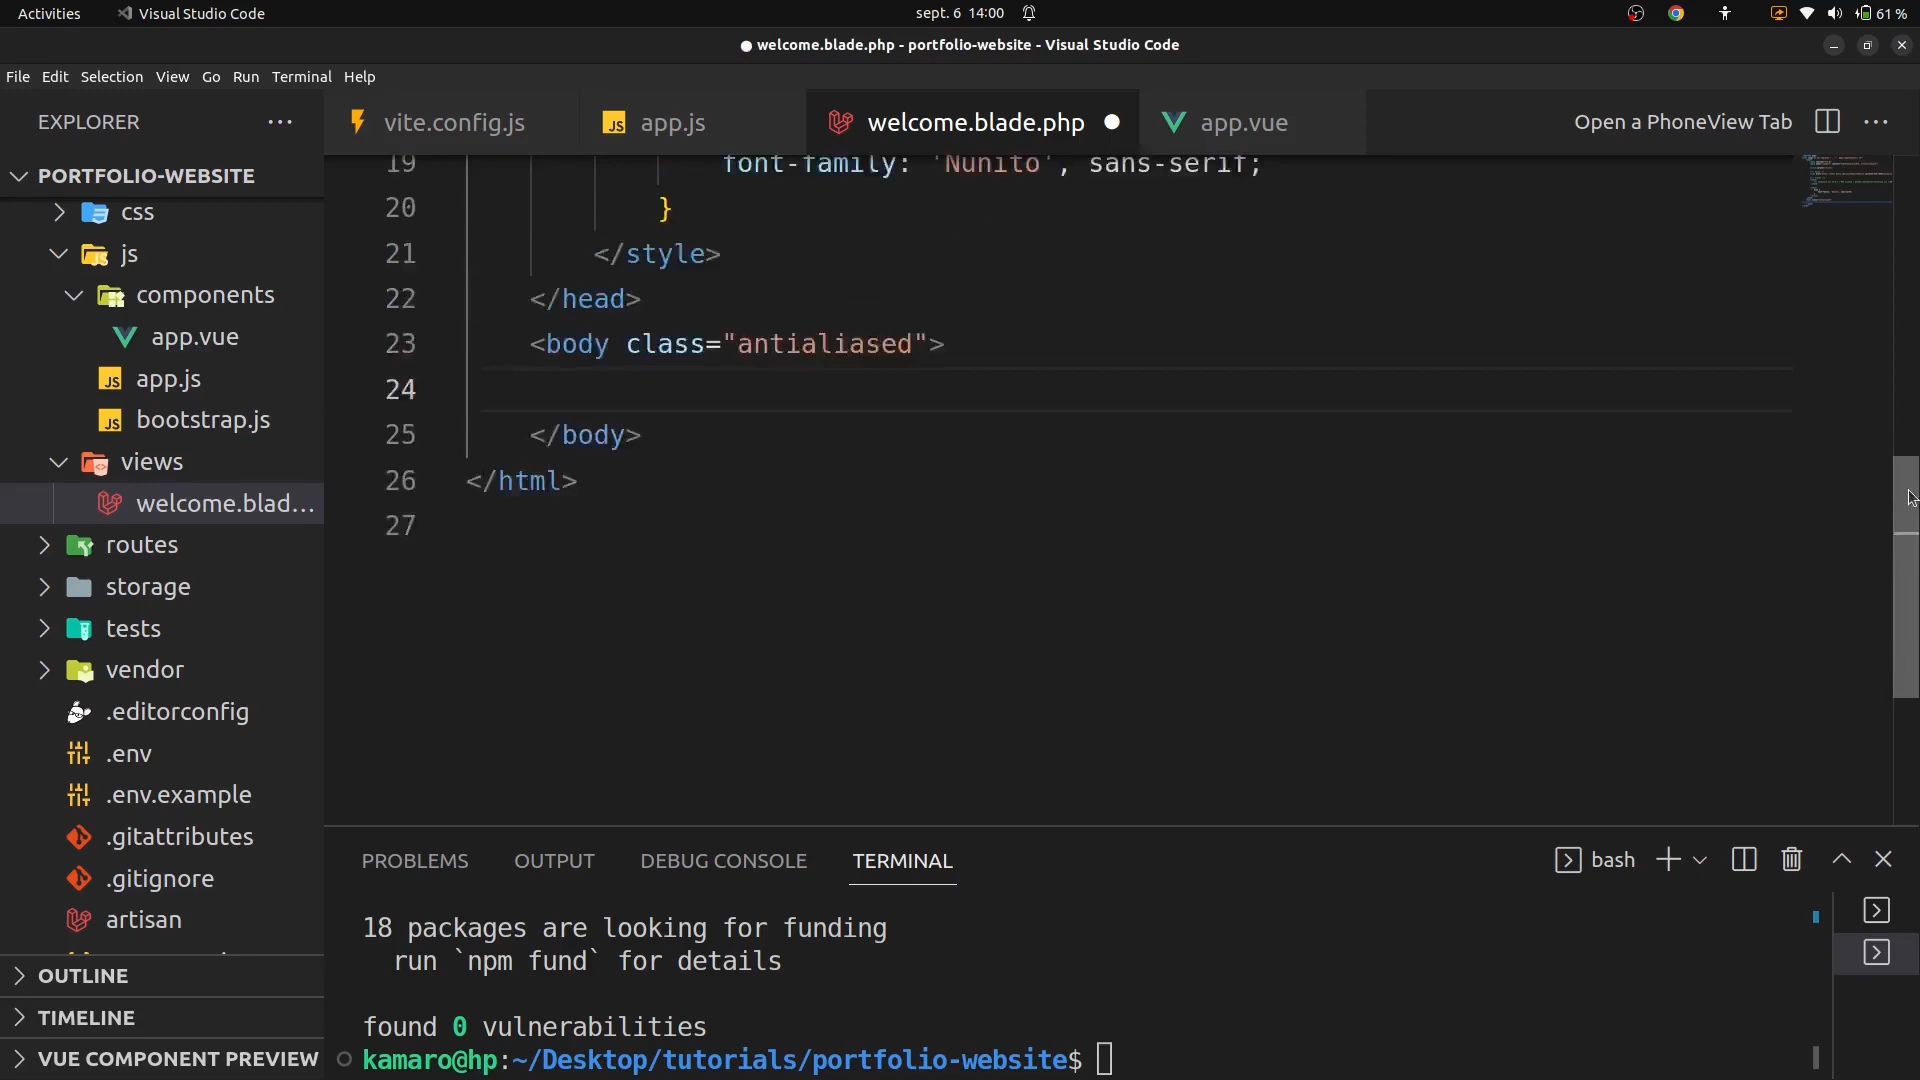 Activities
Visual Studio Code
sept. 6 14:00
61 %
welcome.blade.php - portfolio-website - Visual Studio Code
File Edit Selection View Go Run Terminal Help
EXPLORER
vite.config.js
JS app.js
welcome.blade.php
app.vue
Open a PhoneView Tab
PORTFOLIO-WEBSITE
css
js
components
app.vue
JS app.js
JS bootstrap.js
views
welcome.blad...
routes
storage
tests
vendor
.editorconfig
.env
.env.example
.gitattributes
.gitignore
artisan
OUTLINE
TIMELINE
VUE COMPONENT PREVIEW
19 font-family: 'Nunito', sans-serif;
20 }
21 </style>
22 </head>
23 <body class="antialiased">
24
25 </body>
26 </html>
27
PROBLEMS OUTPUT DEBUG CONSOLE TERMINAL
bash
18 packages are looking for funding
run `npm fund` for details
found 0 vulnerabilities
kamaro@hp:~/Desktop/tutorials/portfolio-website$